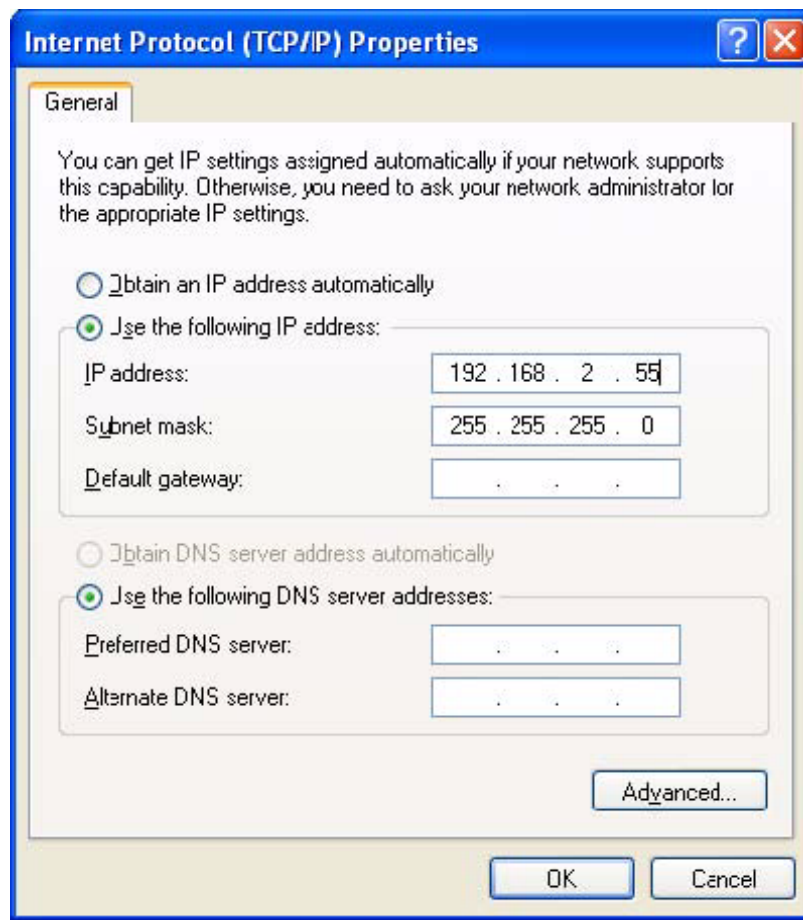 Internet Protocol (TCP/IP) Properties
General
You can get IP settings assigned automatically if your network supports
this capability. Otherwise, you need to ask your network administrator for
the appropriate IP settings.
Obtain an IP address automatically
Use the following IP address:
IP address: 192 . 168 . 2 . 55
Subnet mask: 255 . 255 . 255 . 0
Default gateway: . . .
Obtain DNS server address automatically
Use the following DNS server addresses:
Preferred DNS server: . . .
Alternate DNS server: . . .
Advanced...
OK Cancel